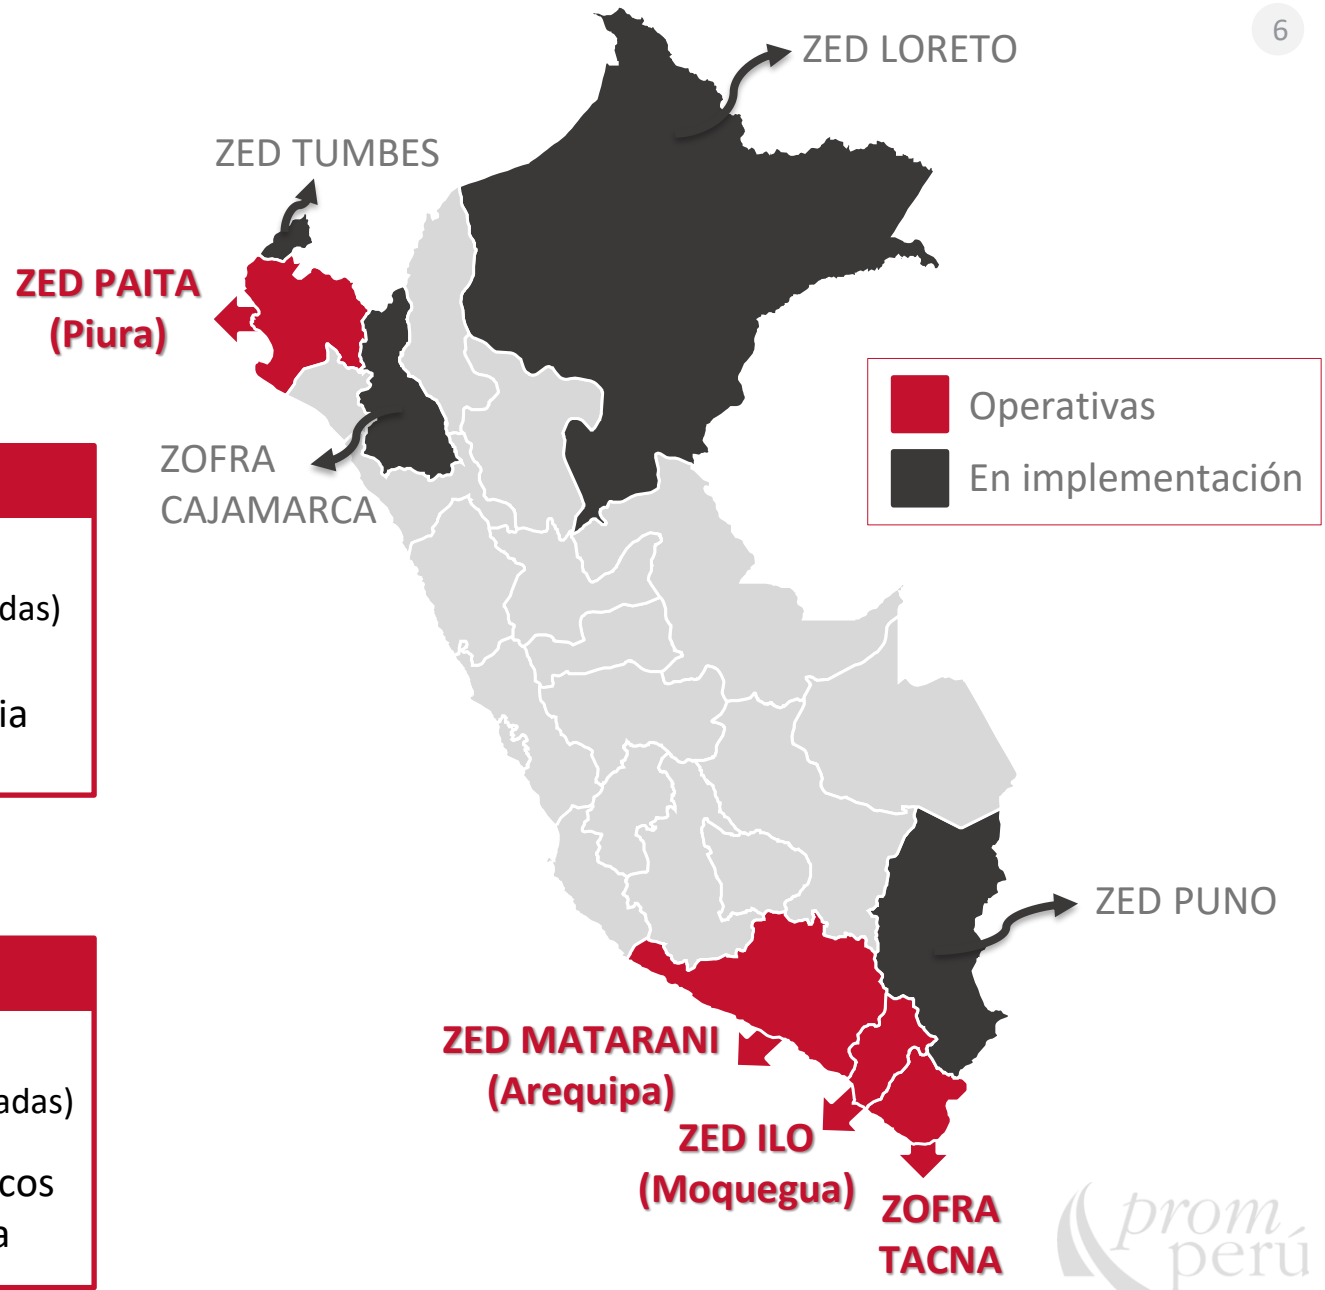 6
ZED LORETO
ZED TUMBES
ZED PAITA
(Piura)
Operativas
En implementación
ZOFRA
CAJAMARCA
das)
ia
ZED PUNO
adas)
cos
a
ZED MATARANI
(Arequipa)
ZED ILO
(Moquegua)
ZOFRA
TACNA
prom
perú